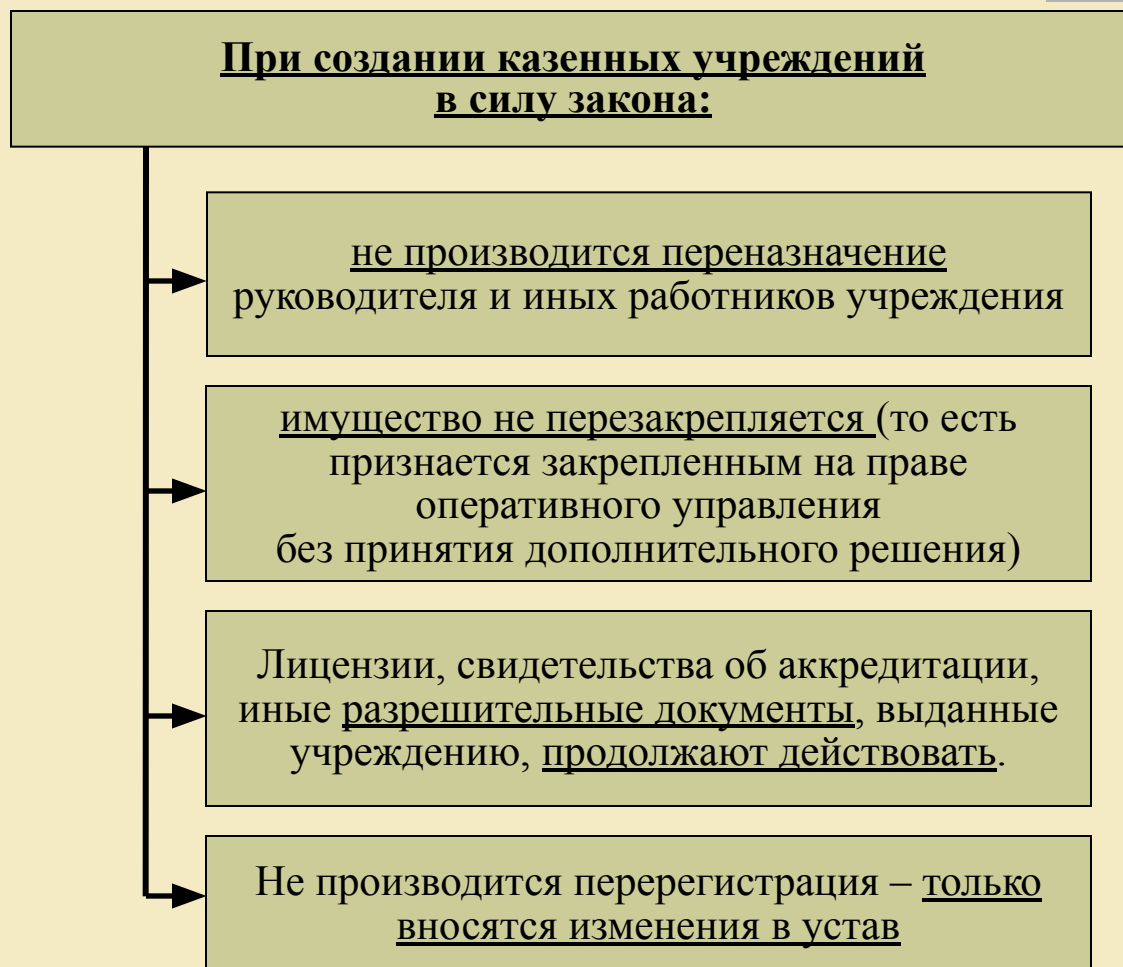 При создании казенных учреждений
в силу закона:
не производится переназначение
руководителя и иных работников учреждения
имущество не перезакрепляется (то есть
признается закрепленным на праве
оперативного управления
без принятия дополнительного решения)
Лицензии, свидетельства об аккредитации,
иные разрешительные документы, выданные
учреждению, продолжают действовать.
Не производится перерегистрация – только
вносятся изменения в устав